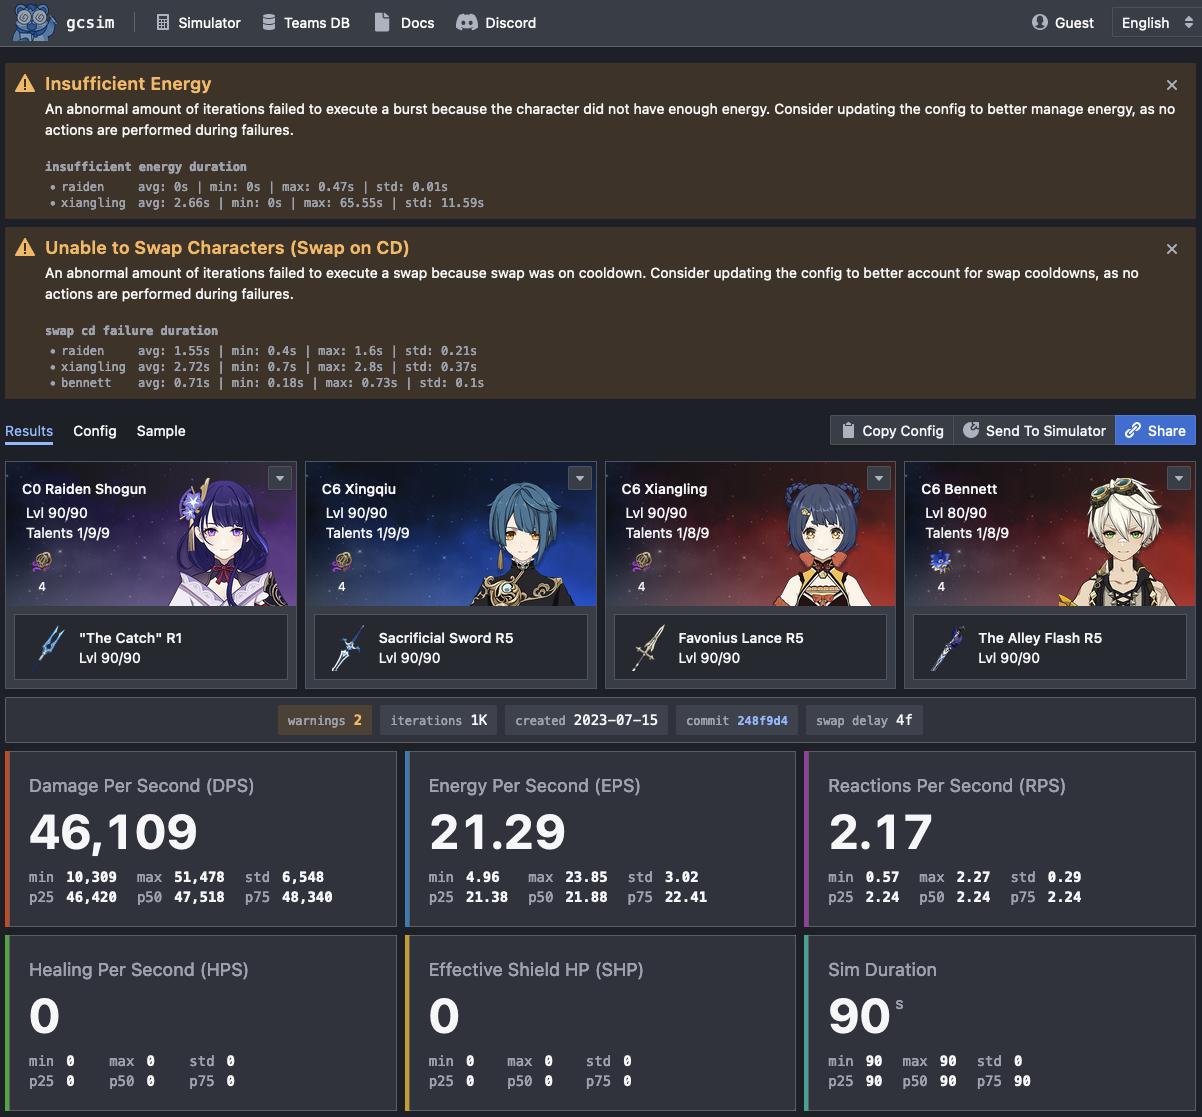 gcsim
Simulator
Teams DB
Docs
Discord
Guest
English
Insufficient Energy
An abnormal amount of iterations failed to execute a burst because the character did not have enough energy. Consider updating the config to better manage energy, as no
actions are performed during failures.
insufficient energy duration
• raiden avg: 0s | min: 0s | max: 0.47s | std: 0.01s
• xiangling avg: 2.66s | min: 0s | max: 65.55s | std: 11.59s
Unable to Swap Characters (Swap on CD)
An abnormal amount of iterations failed to execute a swap because swap was on cooldown. Consider updating the config to better account for swap cooldowns, as no
actions are performed during failures.
swap cd failure duration
• raiden avg: 1.55s | min: 0.4s | max: 1.6s | std: 0.21s
• xiangling avg: 2.72s | min: 0.7s | max: 2.8s | std: 0.37s
• bennett avg: 0.71s | min: 0.18s | max: 0.73s | std: 0.1s
Results
Config
Sample
Copy Config
Send To Simulator
Share
C0 Raiden Shogun
Lvl 90/90
Talents 1/9/9
4
"The Catch" R1
Lvl 90/90
C6 Xingqiu
Lvl 90/90
Talents 1/9/9
4
Sacrificial Sword R5
Lvl 90/90
C6 Xiangling
Lvl 90/90
Talents 1/8/9
4
Favonius Lance R5
Lvl 90/90
C6 Bennett
Lvl 80/90
Talents 1/8/9
4
The Alley Flash R5
Lvl 90/90
warnings 2
iterations 1K
created 2023-07-15
commit 248f9d4
swap delay 4f
Damage Per Second (DPS)
46,109
min 10,309 max 51,478 std 6,548
p25 46,420 p50 47,518 p75 48,340
Energy Per Second (EPS)
21.29
min 4.96 max 23.85 std 3.02
p25 21.38 p50 21.88 p75 22.41
Reactions Per Second (RPS)
2.17
min 0.57 max 2.27 std 0.29
p25 2.24 p50 2.24 p75 2.24
Healing Per Second (HPS)
0
min 0 max 0 std 0
p25 0 p50 0 p75 0
Effective Shield HP (SHP)
0
min 0 max 0 std 0
p25 0 p50 0 p75 0
Sim Duration
90 s
min 90 max 90 std 0
p25 90 p50 90 p75 90